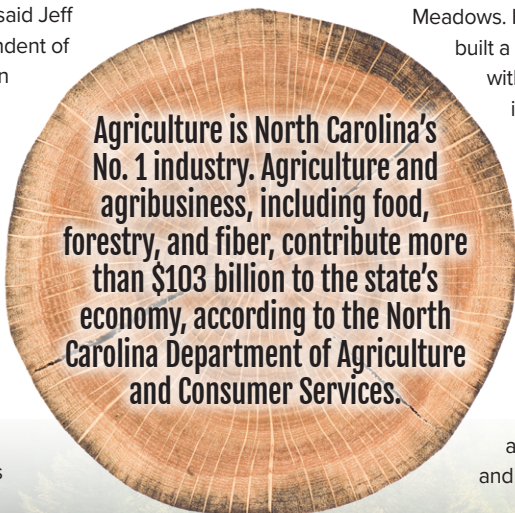 said Jeff
ndent of
n
Meadows.
built a
with
i
Agriculture is North Carolina's
No. 1 industry. Agriculture and
agribusiness, including food,
forestry, and fiber, contribute more
than $103 billion to the state's
economy, according to the North
Carolina Department of Agriculture
and Consumer Services.
s
a
and